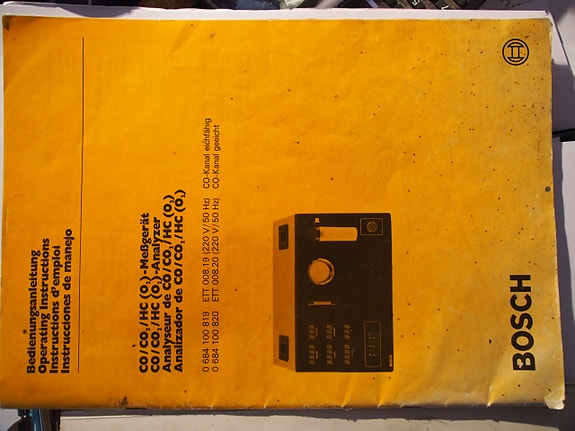 Bedienungsanleitung
Operating Instructions
Instructions d'emploi
Instrucciones de manejo
CO/CO₂/HC (O₂)-Meßgerät
CO/CO₂/HC (O₂)-Analyzer
Analyseur de CO/CO₂/HC (O₂)
Analizador de CO/CO₂/HC (O₂)
0 684 100 819 ETT 008.19 (220 V/50 Hz) CO-Kanal eichfähig
0 684 100 820 ETT 008.20 (220 V/50 Hz) CO-Kanal geeicht
BOSCH